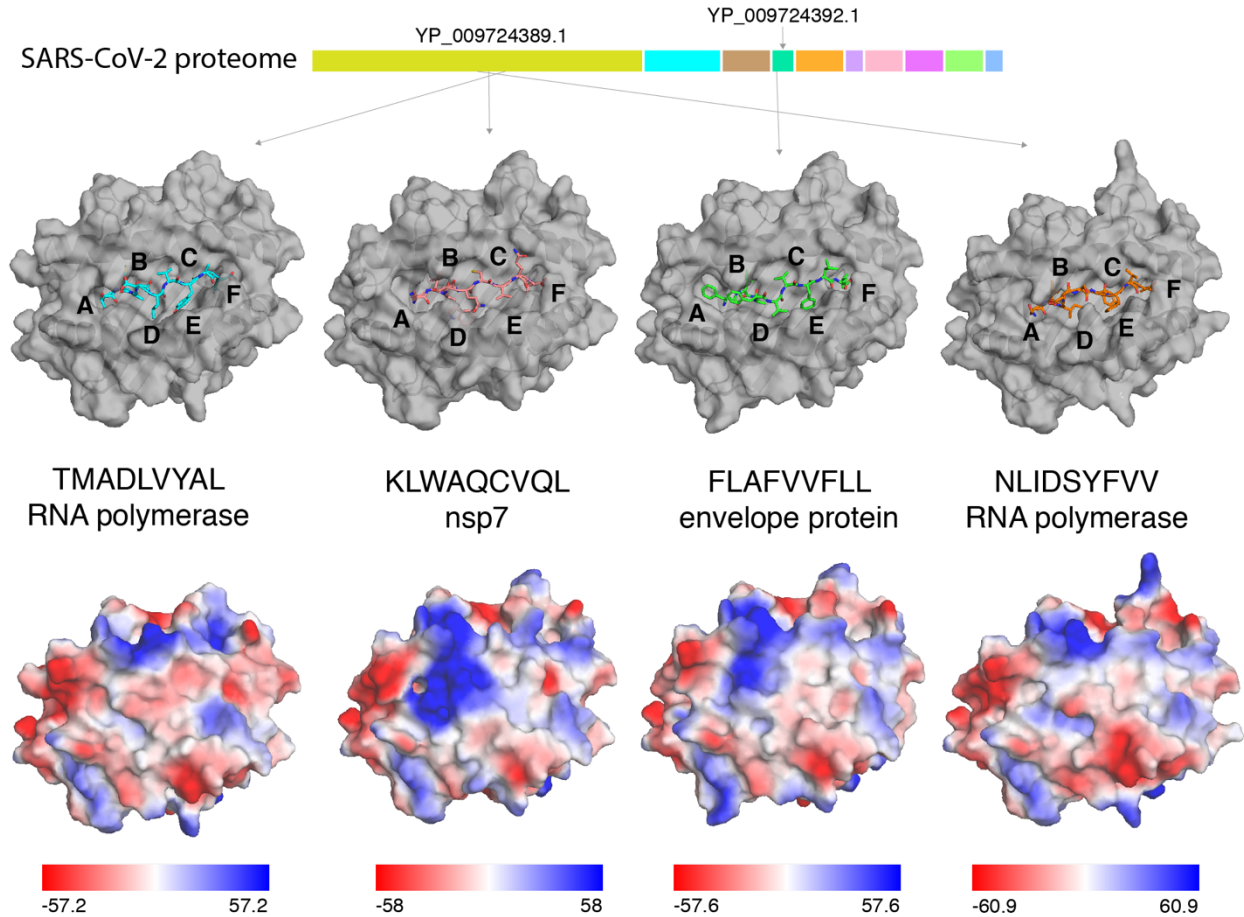 YP_009724392.1
YP_009724389.1
SARS-CoV-2 proteome
B C
A F
D E
B C
A F
D E
B C
A F
D E
B C
A F
D E
TMADLVYAL
RNA polymerase
KLWAQCVQL
nsp7
FLAFVVFLL
envelope protein
NLIDSYFVV
RNA polymerase
-57.2 57.2
-58 58
-57.6 57.6
-60.9 60.9